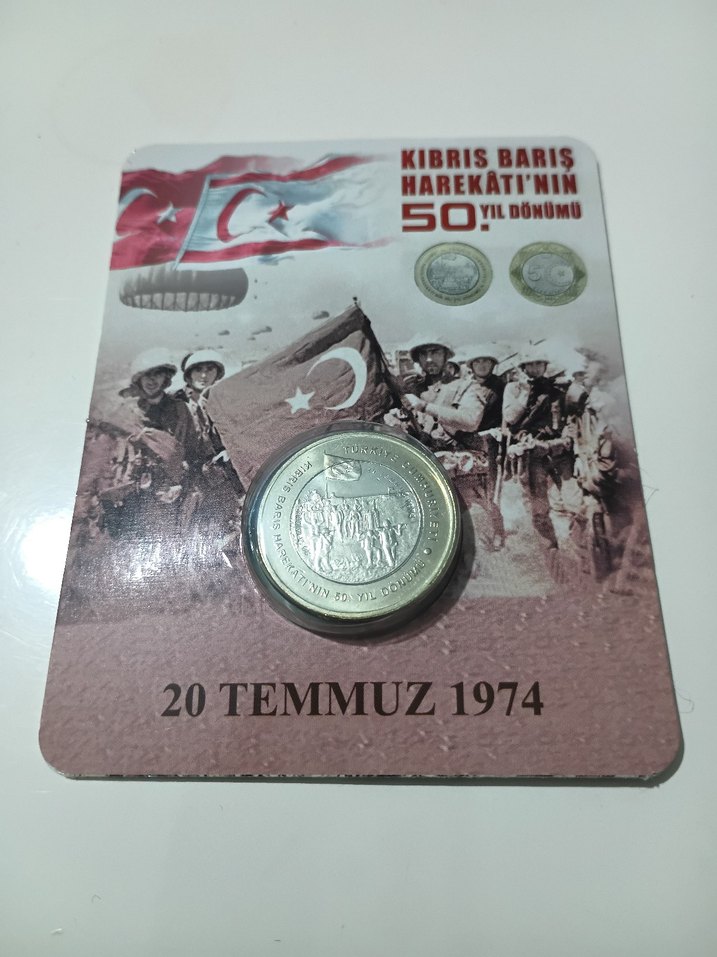 KIBRIS BARIŞ
HAREKÂTI'NIN
50. YIL DÖNÜMÜ
TÜRKİYE CUMHURİYETİ
KIBRIS BARIŞ HAREKATI'NIN 50. YIL DÖNÜMÜ
20 TEMMUZ 1974